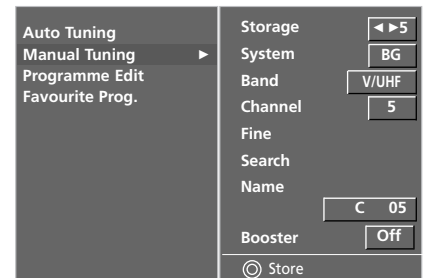 Auto Tuning
Manual Tuning ►
Programme Edit
Favourite Prog.
Storage ◄ ►5
System BG
Band V/UHF
Channel 5
Fine
Search
Name
C 05
Booster Off
Store